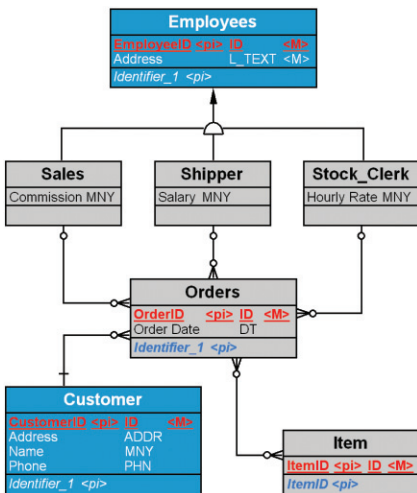 Employees
EmployeeID <pi> ID <M>
Address L_TEXT <M>
Identifier_1 <pi>
Sales
Commission MNY
Shipper
Salary MNY
Stock_Clerk
Hourly Rate MNY
Orders
OrderID <pi> ID <M>
Order Date DT
Identifier_1 <pi>
Customer
CustomerID <pi> ID <M>
Address ADDR
Name MNY
Phone PHN
Identifier_1 <pi>
Item
ItemID <pi> ID <M>
ItemID <pi>